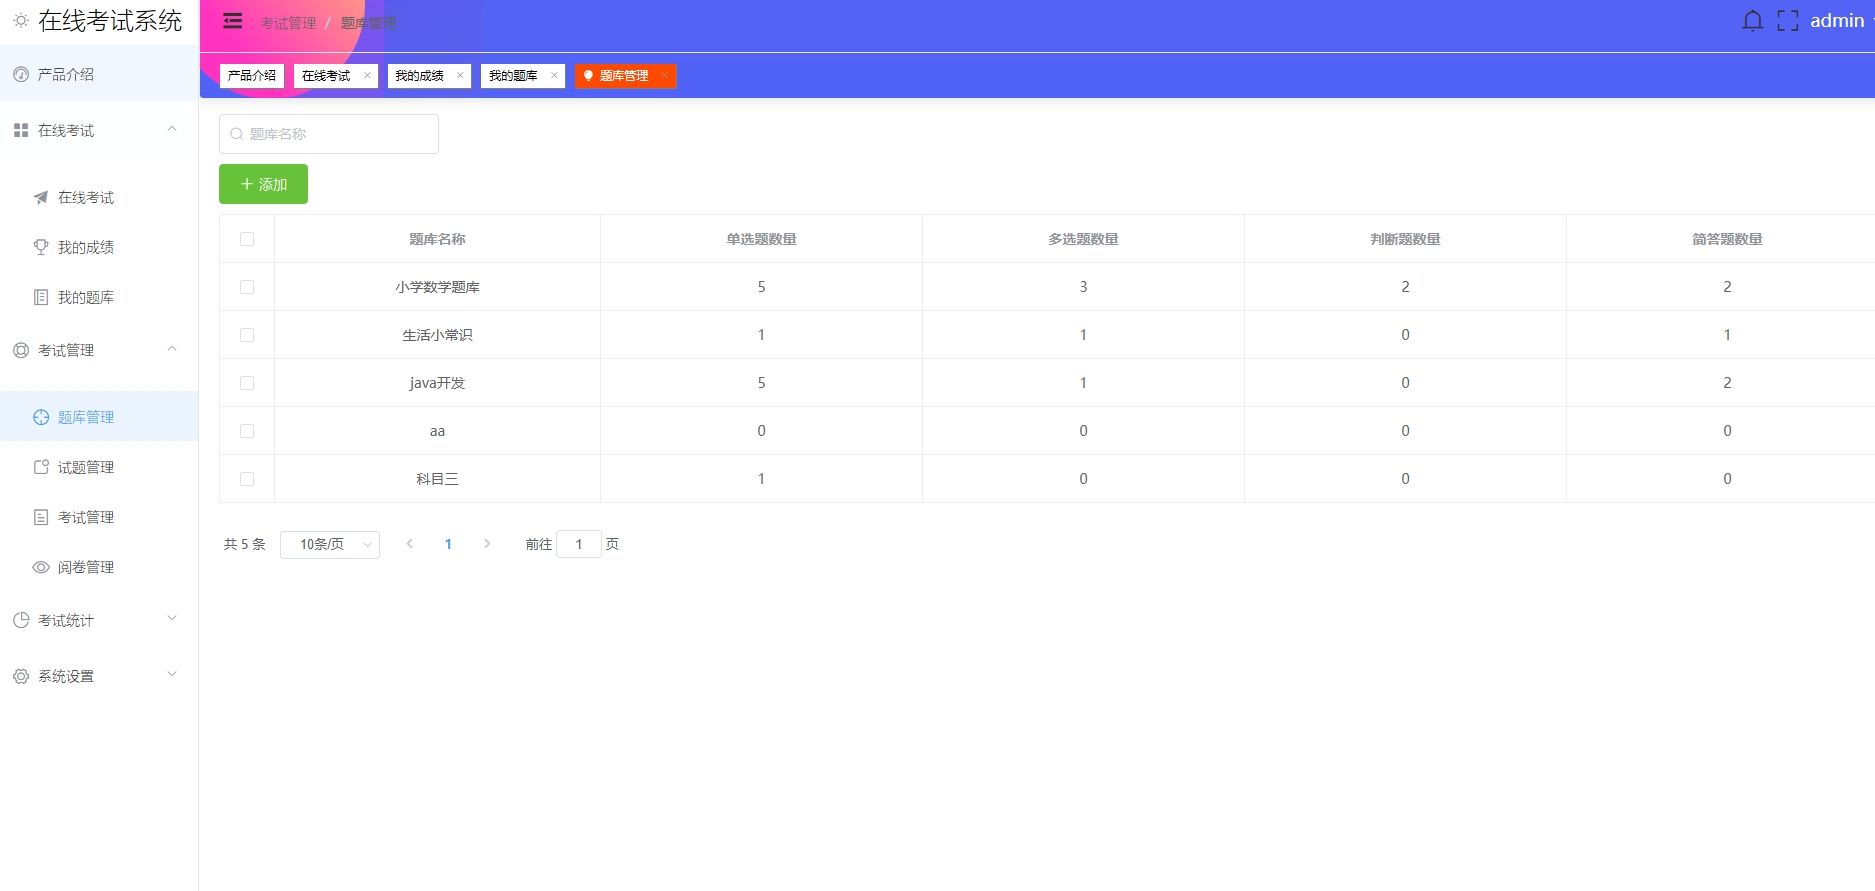 在线考试系统
产品介绍
在线考试
在线考试
我的成绩
我的题库
考试管理
题库管理
试题管理
考试管理
阅卷管理
考试统计
系统设置
考试管理 / 题库管理
admin
产品介绍 在线考试 × 我的成绩 × 我的题库 × 题库管理 ×
题库名称
+ 添加
题库名称 单选题数量 多选题数量 判断题数量 简答题数量
小学数学题库 5 3 2 2
生活小常识 1 1 0 1
java开发 5 1 0 2
aa 0 0 0 0
科目三 1 0 0 0
共 5 条 10条/页 < 1 > 前往 1 页